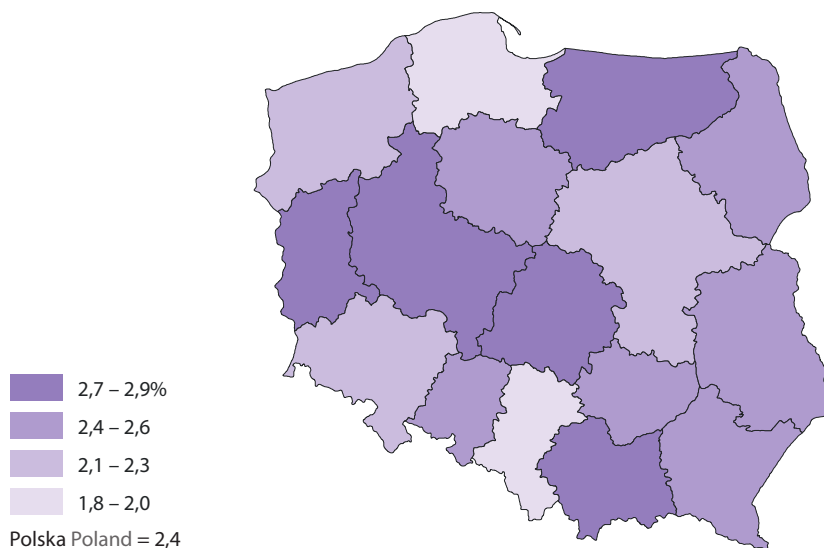 2,7 – 2,9%
2,4 – 2,6
2,1 – 2,3
1,8 – 2,0
Polska Poland = 2,4